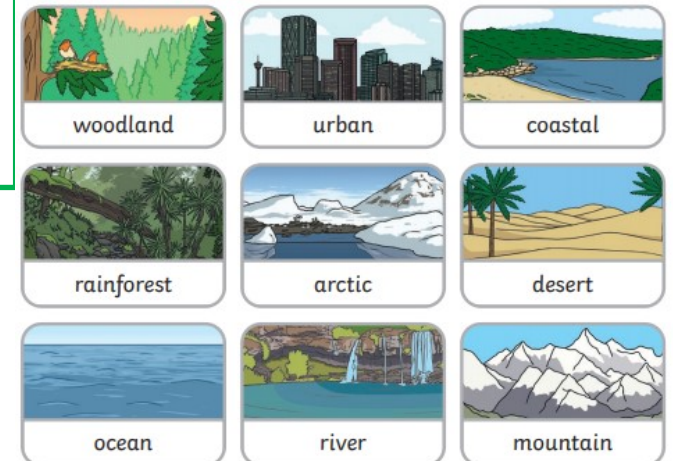 woodland
urban
coastal
rainforest
arctic
desert
ocean
river
mountain